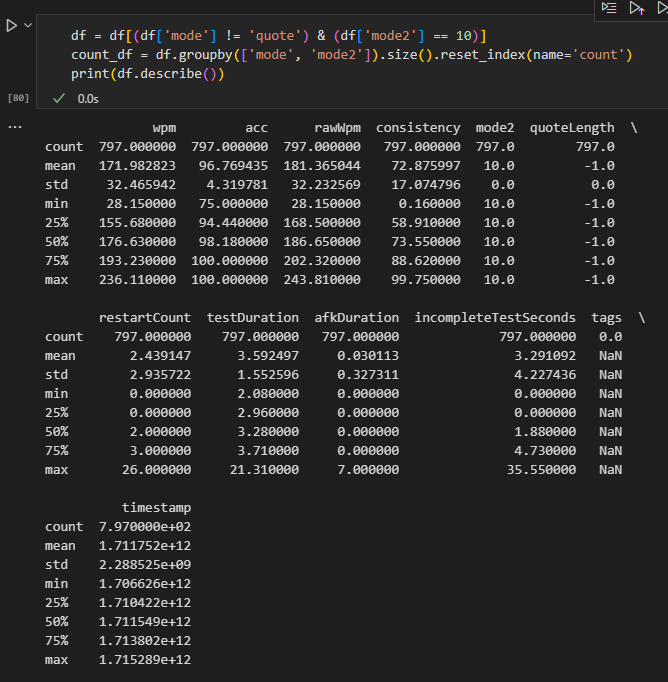 df = df[(df['mode'] != 'quote') & (df['mode2'] == 10)]
count_df = df.groupby(['mode', 'mode2']).size().reset_index(name='count')
print(df.describe())
[80] ✓ 0.0s
...
wpm acc rawWpm consistency mode2 quoteLength \
count 797.000000 797.000000 797.000000 797.000000 797.0 797.0
mean 171.982823 96.769435 181.365044 72.875997 10.0 -1.0
std 32.465942 4.319781 32.232569 17.074796 0.0 0.0
min 28.150000 75.000000 28.150000 0.160000 10.0 -1.0
25% 155.680000 94.440000 168.500000 58.910000 10.0 -1.0
50% 176.630000 98.180000 186.650000 73.550000 10.0 -1.0
75% 193.230000 100.000000 202.320000 88.620000 10.0 -1.0
max 236.110000 100.000000 243.810000 99.750000 10.0 -1.0
restartCount testDuration afkDuration incompleteTestSeconds tags \
count 797.000000 797.000000 797.000000 797.000000 0.0
mean 2.439147 3.592497 0.030113 3.291092 NaN
std 2.935722 1.552596 0.327311 4.227436 NaN
min 0.000000 2.080000 0.000000 0.000000 NaN
25% 0.000000 2.960000 0.000000 0.000000 NaN
50% 2.000000 3.280000 0.000000 1.880000 NaN
75% 3.000000 3.710000 0.000000 4.730000 NaN
max 26.000000 21.310000 7.000000 35.550000 NaN
timestamp
count 7.970000e+02
mean 1.711752e+12
std 2.288525e+09
min 1.706626e+12
25% 1.710422e+12
50% 1.711549e+12
75% 1.713802e+12
max 1.715289e+12